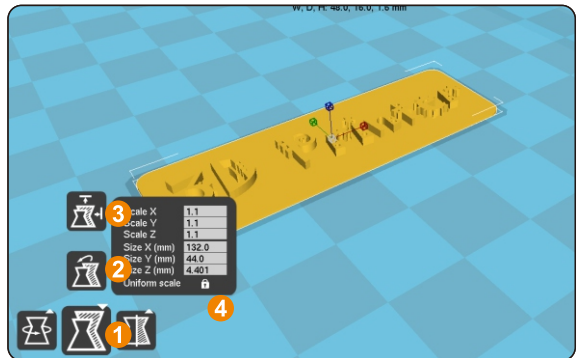 W, D, H: 48.0, 16.0, 1.6 mm
3D
3
Scale X 1.1
Scale Y 1.1
Scale Z 1.1
Size X (mm) 132.0
Size Y (mm) 44.0
2
Size Z (mm) 4.401
Uniform scale
4
1